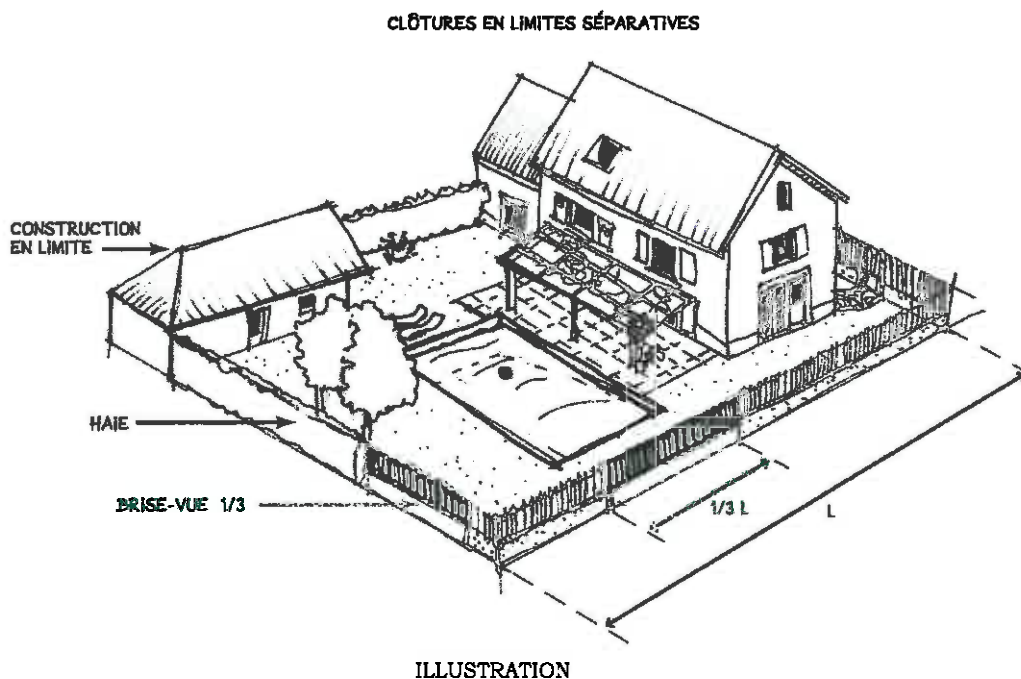 CLÔTURES EN LIMITES SÉPARATIVES
CONSTRUCTION
EN LIMITE
HAIE
BRISE-VUE 1/3
1/3 L
L
ILLUSTRATION